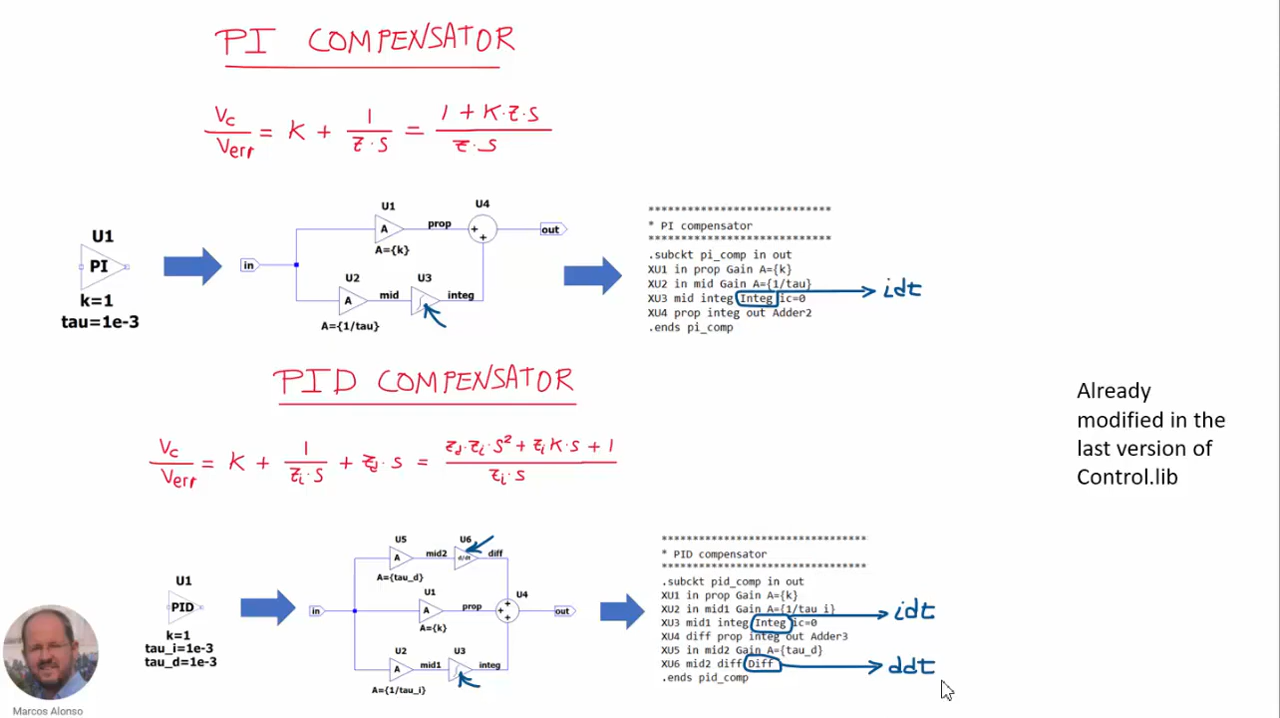 PI COMPENSATOR
Vc/Verr = K + 1/τ·s = 1 + K·τ·s/τ·s
U1
PI
k=1
tau=1e-3
in
U1
A
A={k}
prop
U4
+
+
out
U2
A
A={1/tau}
mid
U3
∫
integ
****************************
* PI compensator
****************************
.subckt pi_comp in out
XU1 in prop Gain A={k}
XU2 in mid Gain A={1/tau}
XU3 mid integ Integ ic=0
XU4 prop integ out Adder2
.ends pi_comp
idt
PID COMPENSATOR
Vc/Verr = K + 1/τi·s + τd·s = τd·τi·s² + τi K·s + 1/τi·s
Already
modified in the
last version of
Control.lib
U1
PID
k=1
tau_i=1e-3
tau_d=1e-3
in
U5
A
A={tau_d}
mid2
U6
d/dt
diff
U1
A
A={k}
prop
U4
+
+
+
out
U2
A
A={1/tau_i}
mid1
U3
∫
integ
********************************
* PID compensator
********************************
.subckt pid_comp in out
XU1 in prop Gain A={k}
XU2 in mid1 Gain A={1/tau_i}
XU3 mid1 integ Integ ic=0
XU4 diff prop integ out Adder3
XU5 in mid2 Gain A={tau_d}
XU6 mid2 diff Diff
.ends pid_comp
idt
ddt
Marcos Alonso